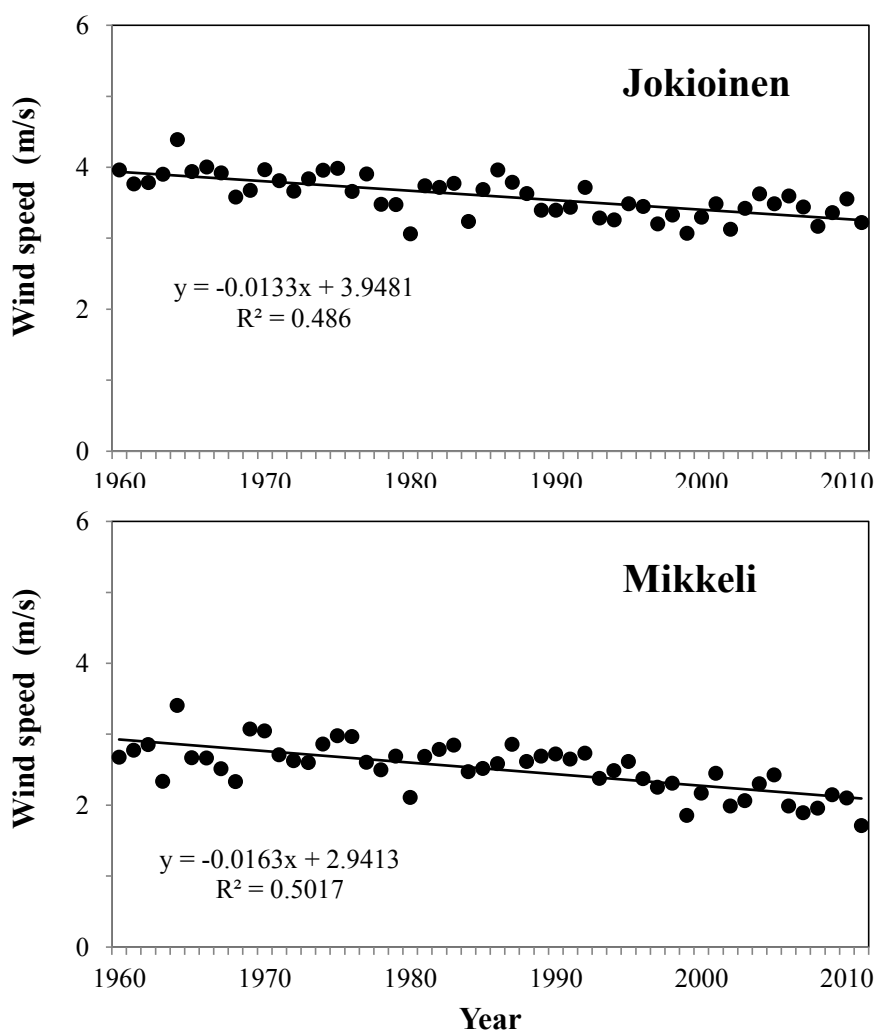 6
Jokioinen
4
Wind speed (m/s)
y = -0.0133x + 3.9481
R² = 0.486
2
0
1960 1970 1980 1990 2000 2010
6
Mikkeli
4
Wind speed (m/s)
2
y = -0.0163x + 2.9413
R² = 0.5017
0
1960 1970 1980 1990 2000 2010
Year